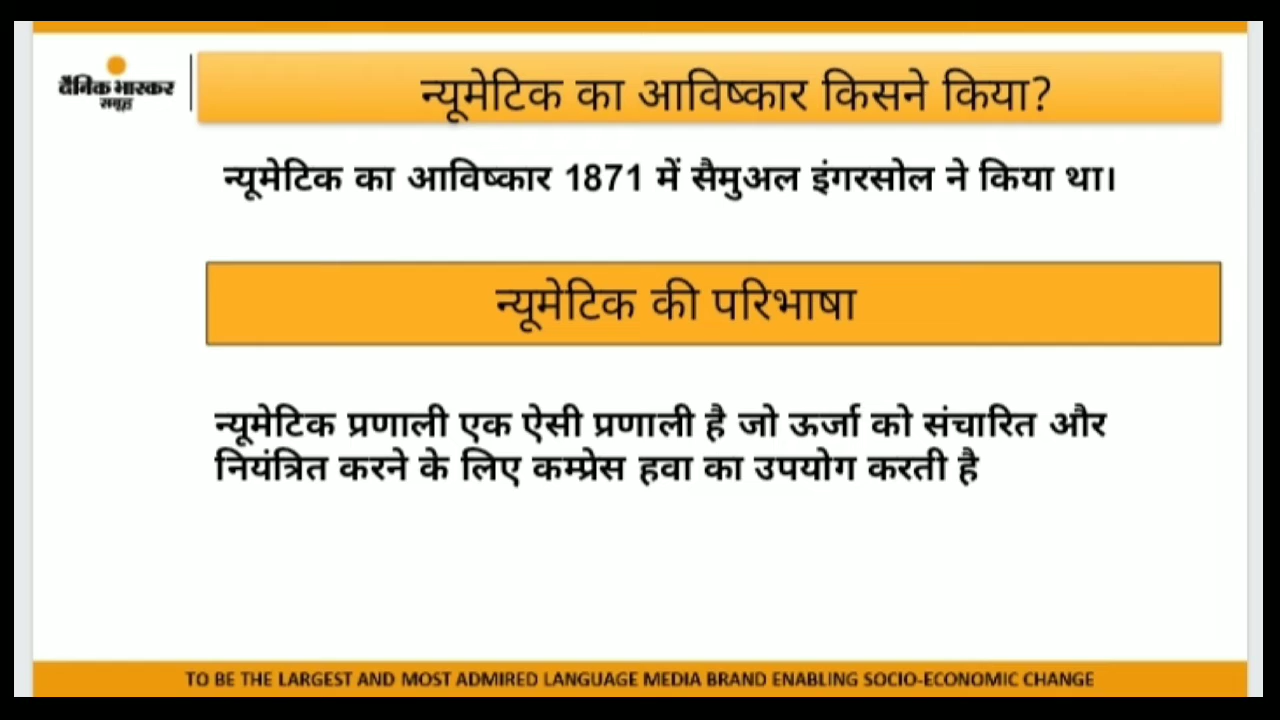 दैनिक भास्कर
समूह
न्यूमेटिक का आविष्कार किसने किया?
न्यूमेटिक का आविष्कार 1871 में सैमुअल इंगरसोल ने किया था।
न्यूमेटिक की परिभाषा
न्यूमेटिक प्रणाली एक ऐसी प्रणाली है जो ऊर्जा को संचारित और
नियंत्रित करने के लिए कम्प्रेस हवा का उपयोग करती है
TO BE THE LARGEST AND MOST ADMIRED LANGUAGE MEDIA BRAND ENABLING SOCIO-ECONOMIC CHANGE